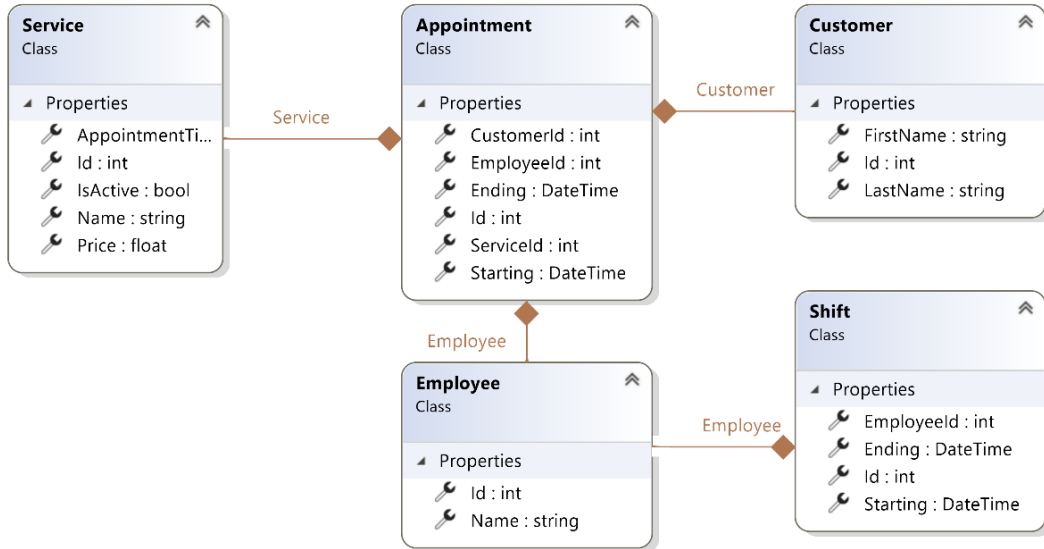 Service
Class
Properties
AppointmentTi...
Id : int
IsActive : bool
Name : string
Price : float
Service
Appointment
Class
Properties
CustomerId : int
EmployeeId : int
Ending : DateTime
Id : int
ServiceId : int
Starting : DateTime
Customer
Customer
Class
Properties
FirstName : string
Id : int
LastName : string
Employee
Employee
Class
Properties
Id : int
Name : string
Employee
Shift
Class
Properties
EmployeeId : int
Ending : DateTime
Id : int
Starting : DateTime